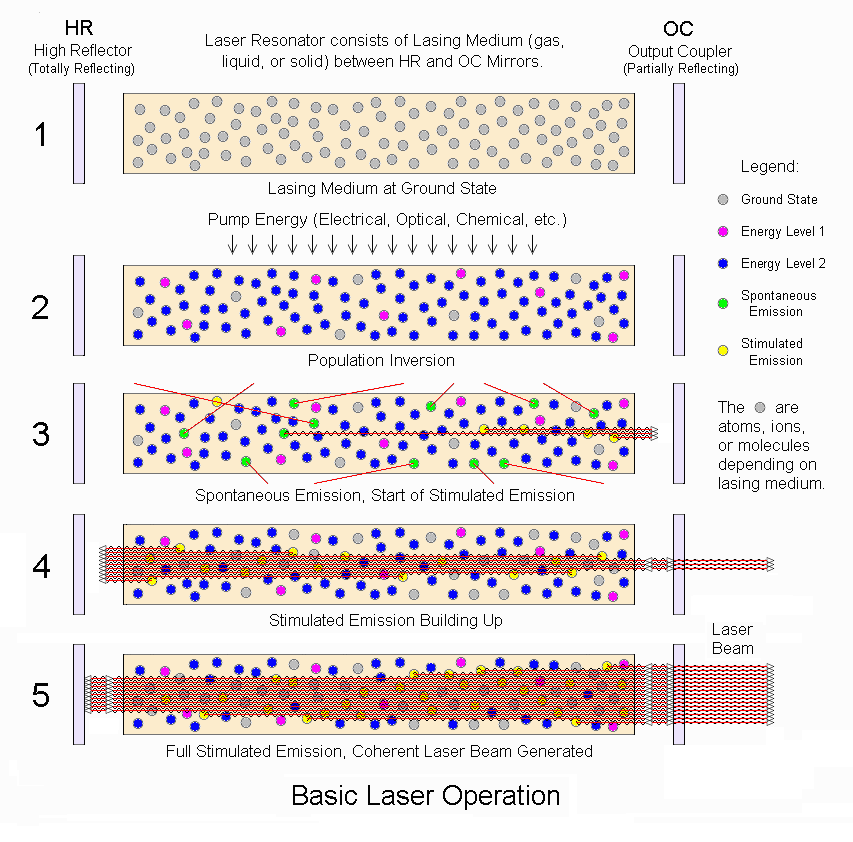 HR
High Reflector
(Totally Reflecting)
Laser Resonator consists of Lasing Medium (gas,
liquid, or solid) between HR and OC Mirrors.
OC
Output Coupler
(Partially Reflecting)
1
Lasing Medium at Ground State
Pump Energy (Electrical, Optical, Chemical, etc.)
2
Population Inversion
3
Spontaneous Emission, Start of Stimulated Emission
4
Stimulated Emission Building Up
5
Full Stimulated Emission, Coherent Laser Beam Generated
Legend:
Ground State
Energy Level 1
Energy Level 2
Spontaneous
Emission
Stimulated
Emission
The are
atoms, ions,
or molecules
depending on
lasing medium.
Laser
Beam
Basic Laser Operation